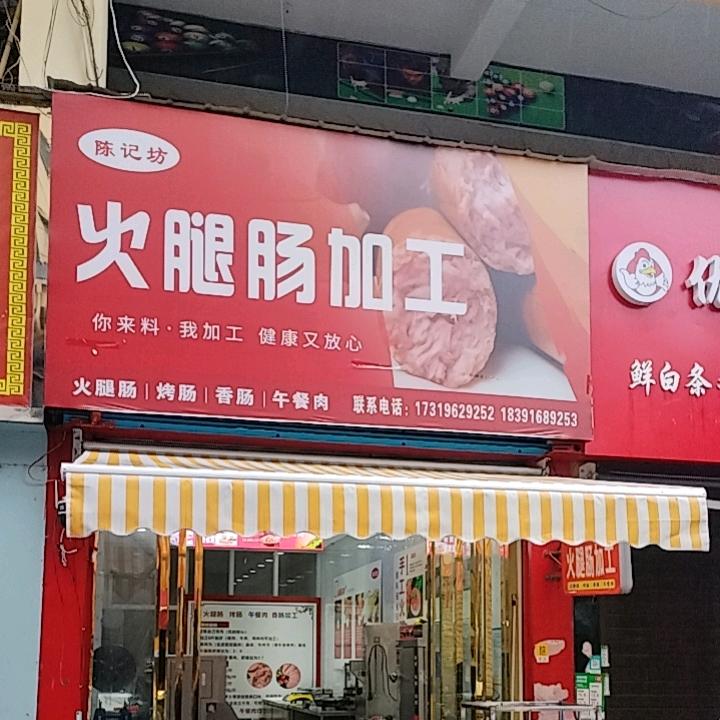 陈记坊
火腿肠加工
你来料·我加工 健康又放心
火腿肠|烤肠|香肠|午餐肉 联系电话: 17319629252 18391689253
鲜白条
火腿肠加工
火腿肠 烤肠 午餐肉 香肠加工